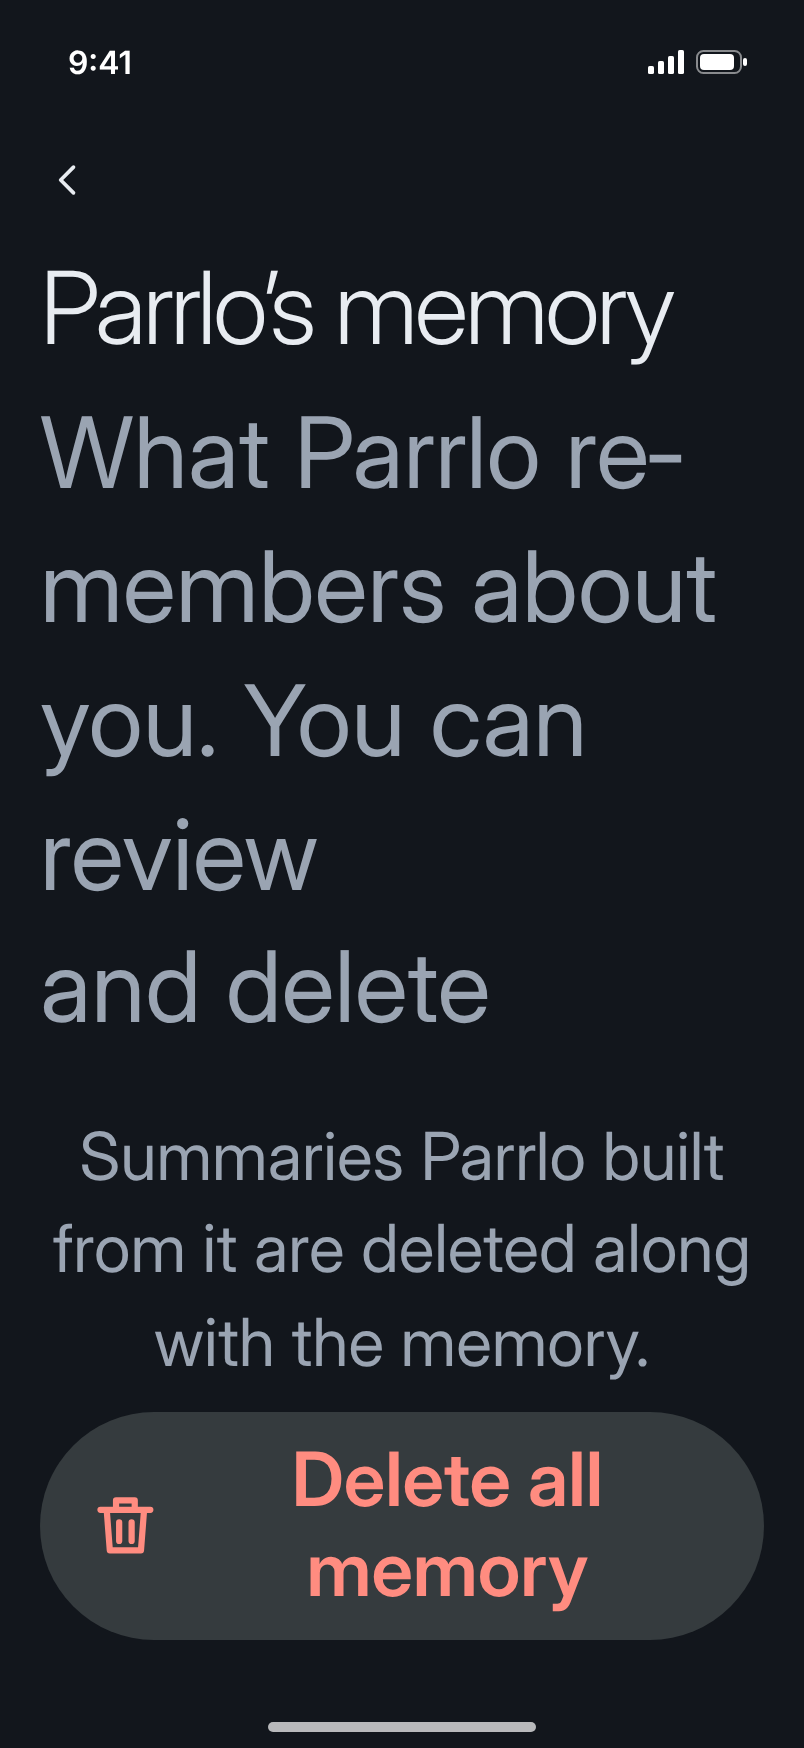 9:41
Parrlo’s memory
What Parrlo re-
members about
you. You can
review
and delete
Summaries Parrlo built
from it are deleted along
with the memory.
Delete all
memory